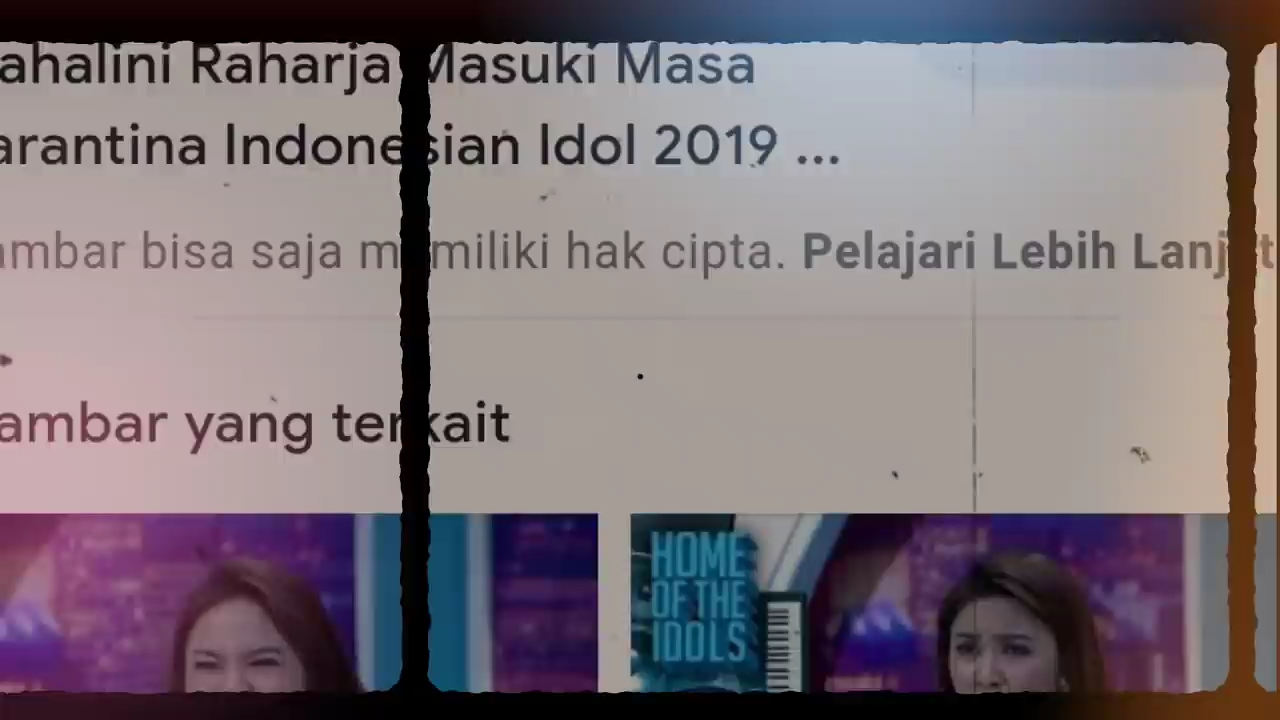 ahalini Raharja Masuki Masa
arantina Indonesian Idol 2019 ...
ambar bisa saja memiliki hak cipta. Pelajari Lebih Lanjut
ambar yang terkait
HOME
OF THE
IDOLS